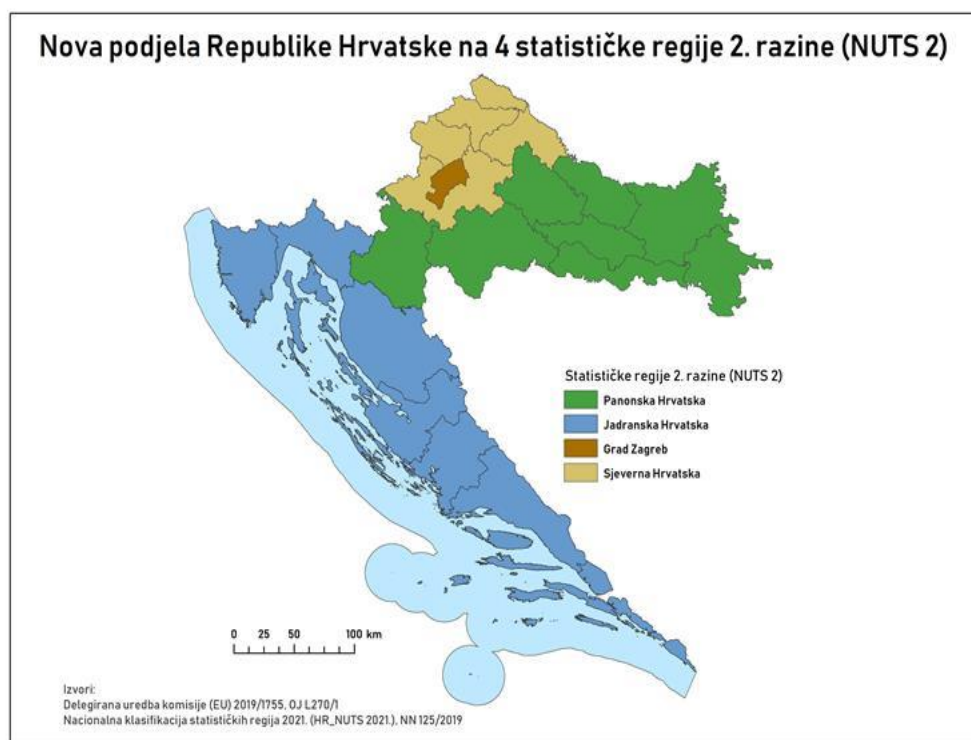 Nova podjela Republike Hrvatske na 4 statističke regije 2. razine (NUTS 2)
Statističke regije 2. razine (NUTS 2)
Panonska Hrvatska
Jadranska Hrvatska
Grad Zagreb
Sjeverna Hrvatska
0 25 50 100 km
Izvori:
Delegirana uredba komisije (EU) 2019/1755. OJ L270/1
Nacionalna klasifikacija statističkih regija 2021. (HR_NUTS 2021.). NN 125/2019